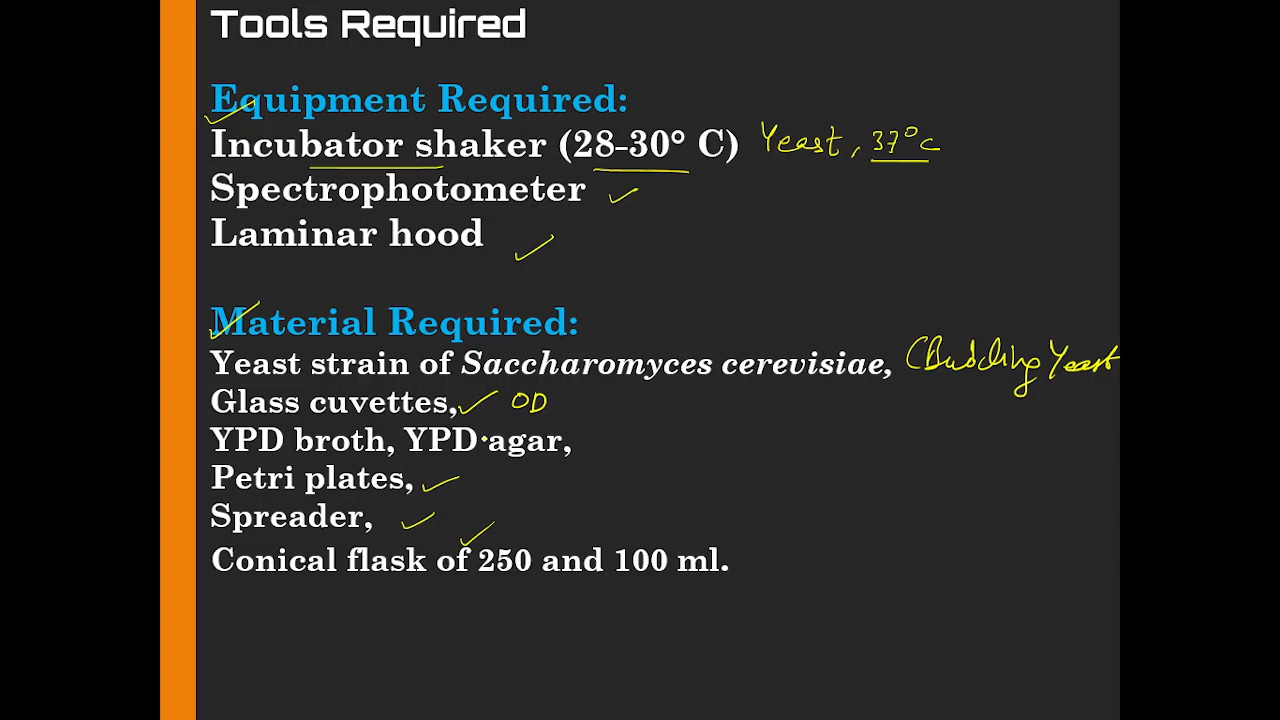 Tools Required
Equipment Required:
Incubator shaker (28-30° C) Yeast, 37°C
Spectrophotometer
Laminar hood
Material Required:
Yeast strain of Saccharomyces cerevisiae, (Budding Yeast
Glass cuvettes, OD
YPD broth, YPD agar,
Petri plates,
Spreader,
Conical flask of 250 and 100 ml.